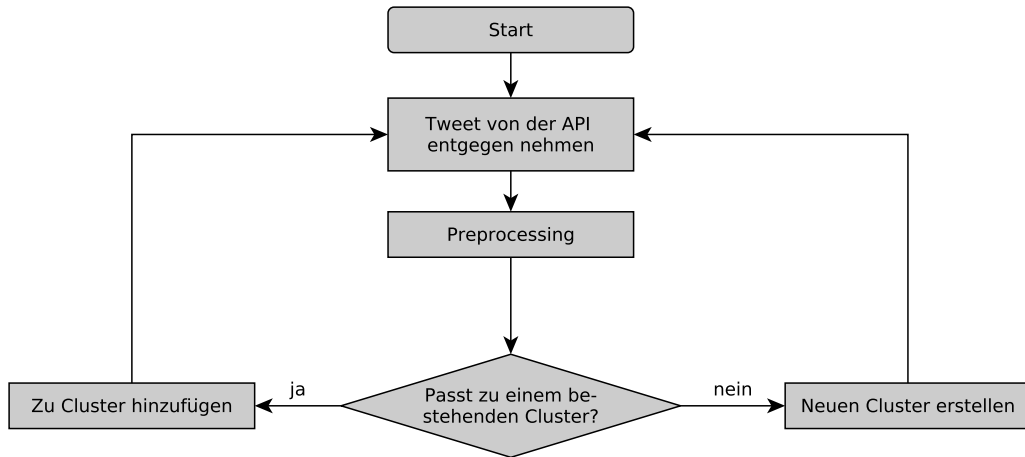 Start
Tweet von der API
entgegen nehmen
Preprocessing
Passt zu einem be-
stehenden Cluster?
ja
nein
Zu Cluster hinzufügen
Neuen Cluster erstellen